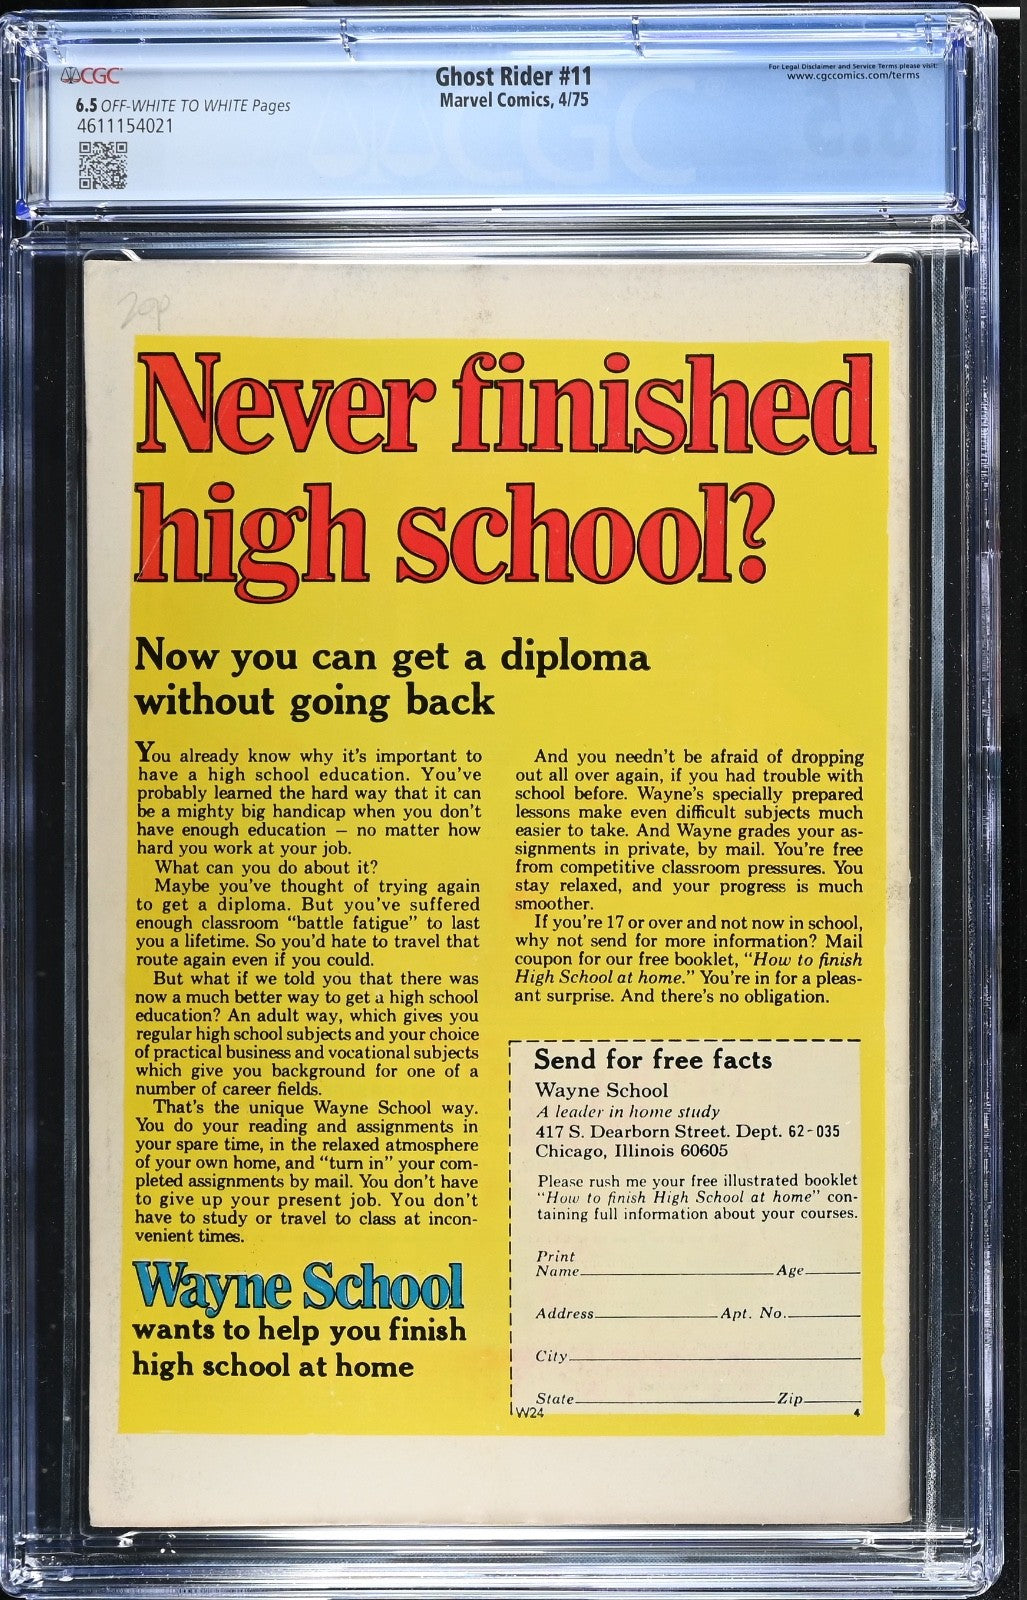 CGC
Ghost Rider #11
For Legal Disclaimer and Service Terms please visit:
www.cgccomics.com/terms
6.5 OFF-WHITE TO WHITE Pages
Marvel Comics, 4/75
4611154021
CGC
20p
Never finished
high school?
Now you can get a diploma
without going back
You already know why it's important to
have a high school education. You've
probably learned the hard way that it can
be a mighty big handicap when you don't
have enough education – no matter how
hard you work at your job.
What can you do about it?
Maybe you've thought of trying again
to get a diploma. But you've suffered
enough classroom "battle fatigue" to last
you a lifetime. So you'd hate to travel that
route again even if you could.
But what if we told you that there was
now a much better way to get a high school
education? An adult way, which gives you
regular high school subjects and your choice
of practical business and vocational subjects
which give you background for one of a
number of career fields.
That's the unique Wayne School way.
You do your reading and assignments in
your spare time, in the relaxed atmosphere
of your own home, and "turn in" your com-
pleted assignments by mail. You don't have
to give up your present job. You don't
have to study or travel to class at incon-
venient times.
Wayne School
wants to help you finish
high school at home
And you needn't be afraid of dropping
out all over again, if you had trouble with
school before. Wayne's specially prepared
lessons make even difficult subjects much
easier to take. And Wayne grades your as-
signments in private, by mail. You're free
from competitive classroom pressures. You
stay relaxed, and your progress is much
smoother.
If you're 17 or over and not now in school,
why not send for more information? Mail
coupon for our free booklet, "How to finish
High School at home." You're in for a pleas-
ant surprise. And there's no obligation.
Send for free facts
Wayne School
A leader in home study
417 S. Dearborn Street. Dept. 62-035
Chicago, Illinois 60605
Please rush me your free illustrated booklet
"How to finish High School at home" con-
taining full information about your courses.
Print
Name Age
Address Apt. No.
City
State Zip
W24 4